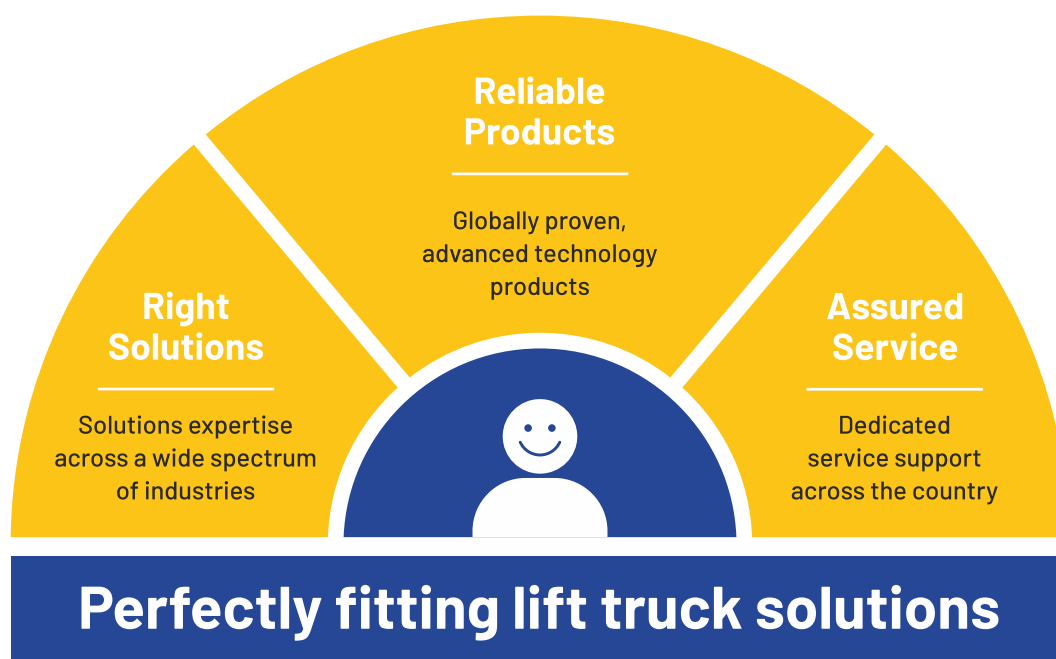 Reliable
Products
Globally proven,
advanced technology
products
Right
Solutions
Solutions expertise
across a wide spectrum
of industries
Assured
Service
Dedicated
service support
across the country
Perfectly fitting lift truck solutions